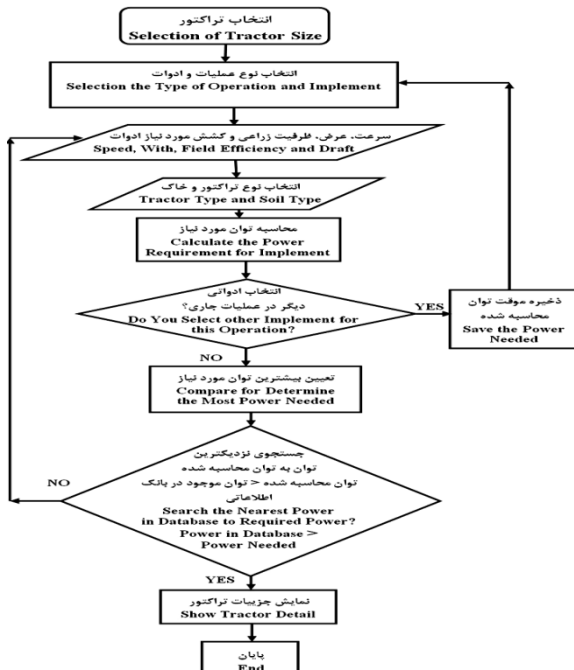 انتخاب تراکتور
Selection of Tractor Size
انتخاب نوع عملیات و ادوات
Selection the Type of Operation and Implement
سرعت، عرض، ظرفیت زراعی و کشش مورد نیاز ادوات
Speed, With, Field Efficiency and Draft
انتخاب نوع تراکتور و خاک
Tractor Type and Soil Type
محاسبه توان مورد نیاز
Calculate the Power
Requirement for Implement
انتخاب ادواتی
دیگر در عملیات جاری؟
Do You Select other Implement for
this Operation?
YES
ذخیره موقت توان
محاسبه شده
Save the Power
Needed
NO
تعیین بیشترین توان مورد نیاز
Compare for Determine
the Most Power Needed
جستجوی نزدیکترین
توان به توان محاسبه شده
توان محاسبه شده < توان موجود در بانک
اطلاعاتی
Search the Nearest Power
in Database to Required Power?
Power in Database >
Power Needed
NO
YES
نمایش جزییات تراکتور
Show Tractor Detail
پایان
End